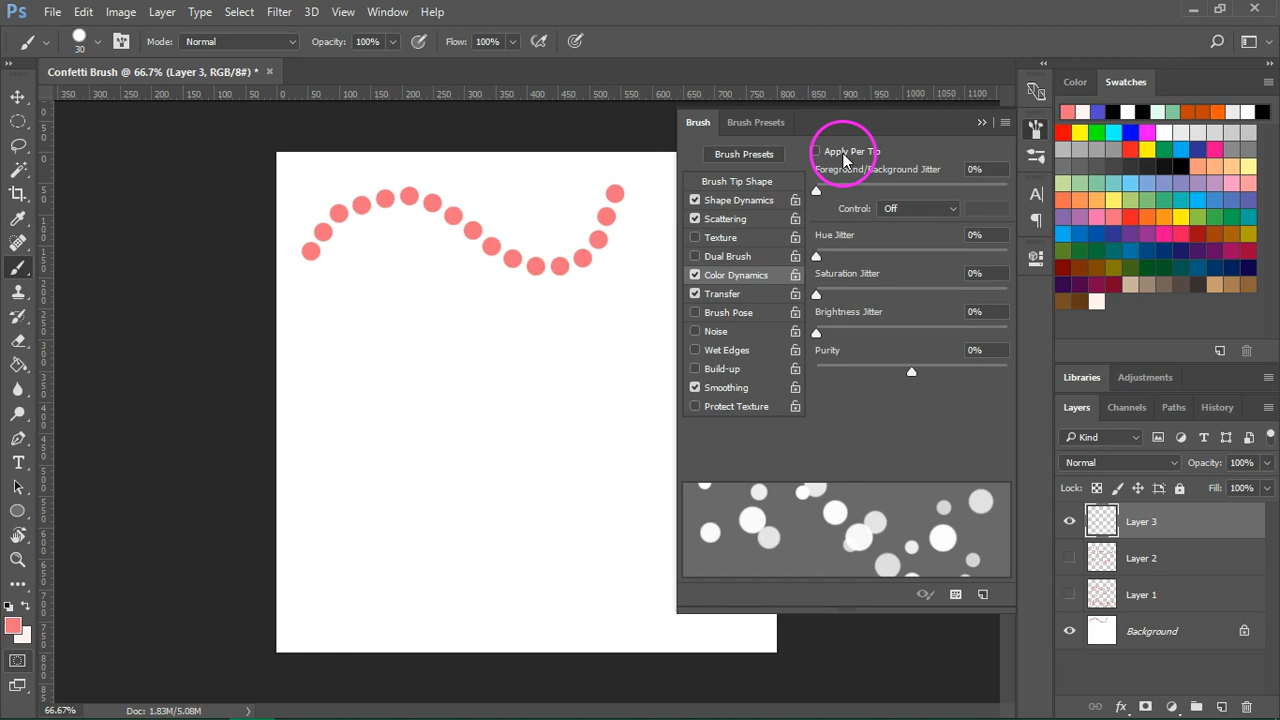 Ps File Edit Image Layer Type Select Filter 3D View Window Help
30 Mode: Normal Opacity: 100% Flow: 100%
Confetti Brush @ 66.7% (Layer 3, RGB/8#) * ×
350 300 250 200 150 100 50 0 50 100 150 200 250 300 350 400 450 500 550 850 900 950 1000 1050 1100
Brush Brush Presets
Brush Presets
Apply Per Tip
Foreground/Background Jitter 0%
Control: Off
Hue Jitter 0%
Saturation Jitter 0%
Brightness Jitter 0%
Purity 0%
Brush Tip Shape
Shape Dynamics
Scattering
Texture
Dual Brush
Color Dynamics
Transfer
Brush Pose
Noise
Wet Edges
Build-up
Smoothing
Protect Texture
Color Swatches
Libraries Adjustments
Layers Channels Paths History
Kind
Normal Opacity: 100%
Lock: Fill: 100%
Layer 3
Layer 2
Layer 1
Background
66.67% Doc: 1.83M/5.08M